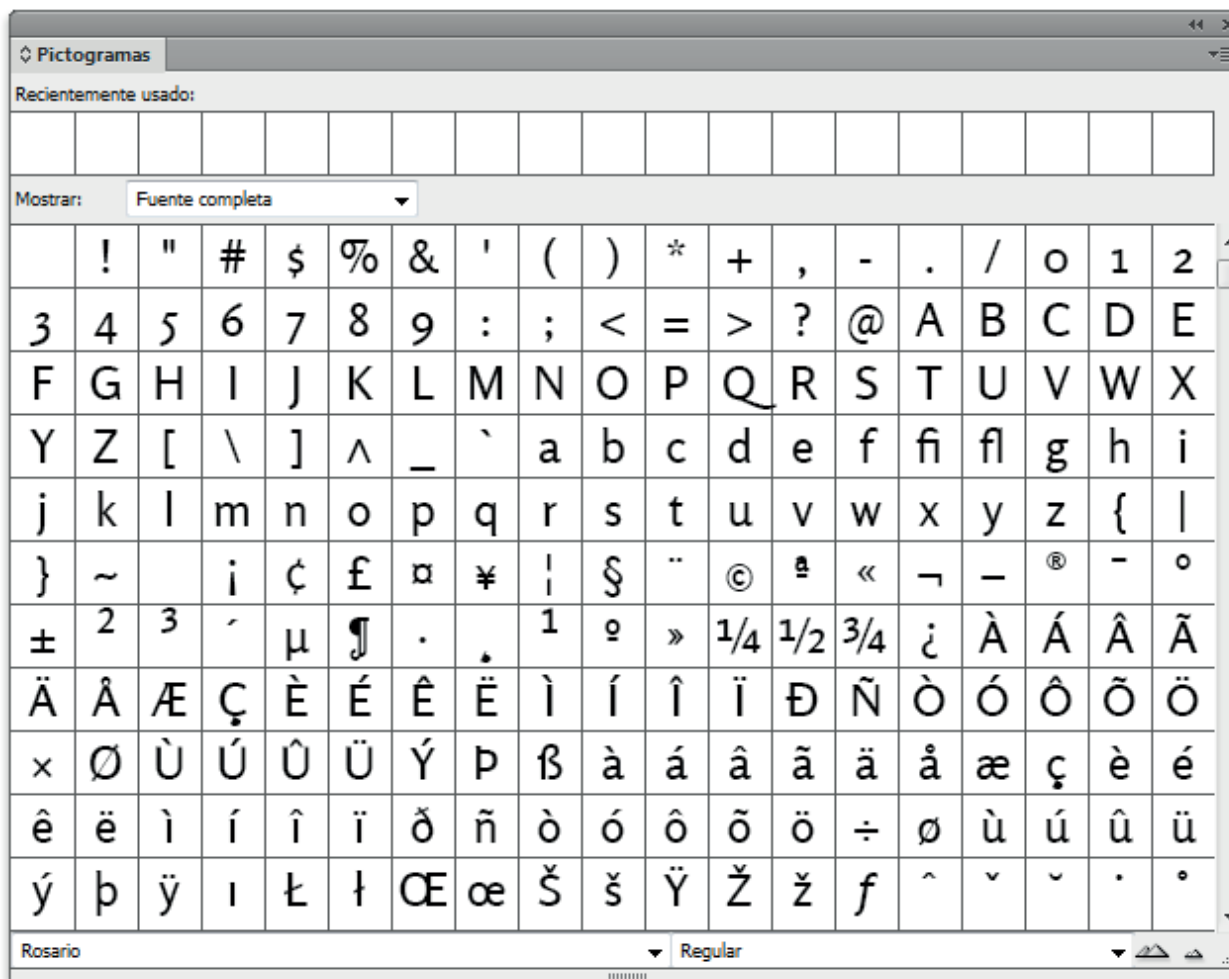 Pictogramas
Recientemente usado:
Mostrar: Fuente completa
! " # $ % & ' ( ) * + , - . / 0 1 2
3 4 5 6 7 8 9 : ; < = > ? @ A B C D E
F G H I J K L M N O P Q R S T U V W X
Y Z [ \ ] ^ _ ` a b c d e f fi fl g h i
j k l m n o p q r s t u v w x y z { |
} ~ ¡ ¢ £ ¤ ¥ ¦ § ¨ © ª « ¬ – ® ¯ °
± ² ³ ´ µ ¶ · ¸ ¹ º » ¼ ½ ¾ ¿ À Á Â Ã
Ä Å Æ Ç È É Ê Ë Ì Í Î Ï Ð Ñ Ò Ó Ô Õ Ö
× Ø Ù Ú Û Ü Ý Þ ß à á â ã ä å æ ç è é
ê ë ì í î ï ð ñ ò ó ô õ ö ÷ ø ù ú û ü
ý þ ÿ ı Ł ł Œ œ Š š Ÿ Ž ž ƒ ˆ ˇ ˘ ˙ ˚
Rosario Regular